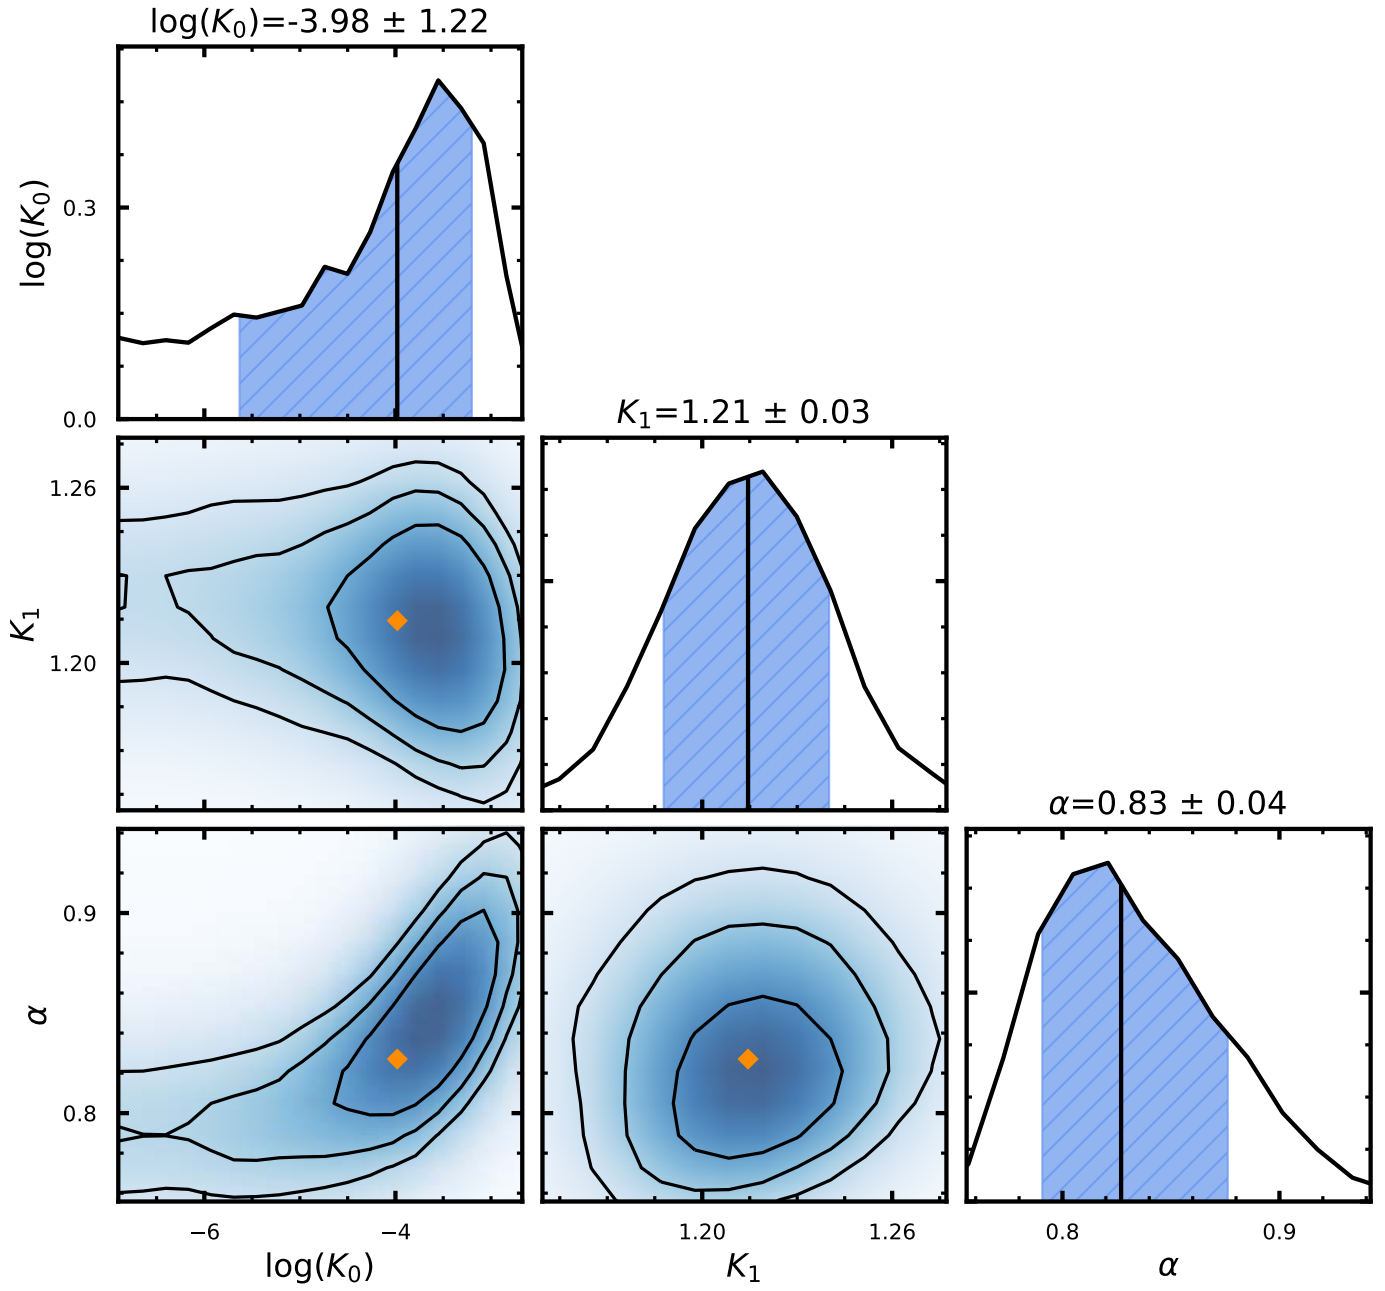 log(K₀)=-3.98 ± 1.22
log(K₀)
0.3
0.0
K₁=1.21 ± 0.03
K₁
1.26
1.20
α=0.83 ± 0.04
α
0.9
0.8
−6
−4
1.20
1.26
0.8
0.9
log(K₀)
K₁
α